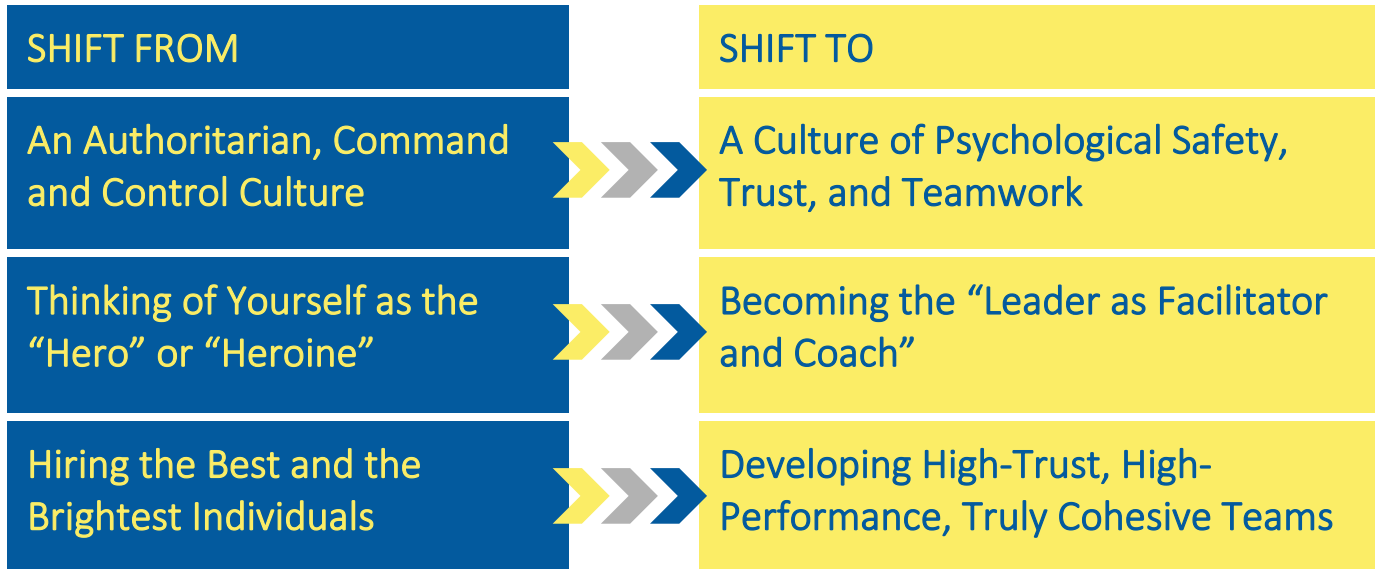 SHIFT FROM
SHIFT TO
An Authoritarian, Command
and Control Culture
A Culture of Psychological Safety,
Trust, and Teamwork
Thinking of Yourself as the
“Hero” or “Heroine”
Becoming the “Leader as Facilitator
and Coach”
Hiring the Best and the
Brightest Individuals
Developing High-Trust, High-
Performance, Truly Cohesive Teams